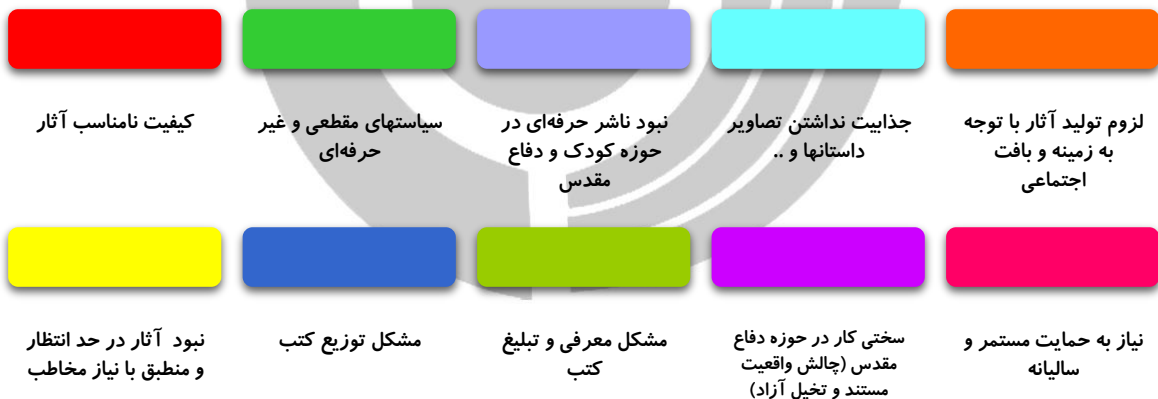 لزوم تولید آثار با توجه
به زمینه و بافت
اجتماعی
جذابیت نداشتن تصاویر
داستانها و ..
نبود ناشر حرفه‌ای در
حوزه کودک و دفاع
مقدس
سیاستهای مقطعی و غیر
حرفه‌ای
کیفیت نامناسب آثار
نیاز به حمایت مستمر و
سالیانه
سختی کار در حوزه دفاع
مقدس (چالش واقعیت
مستند و تخیل آزاد)
مشکل معرفی و تبلیغ
کتب
مشکل توزیع کتب
نبود آثار در حد انتظار
و منطبق با نیاز مخاطب